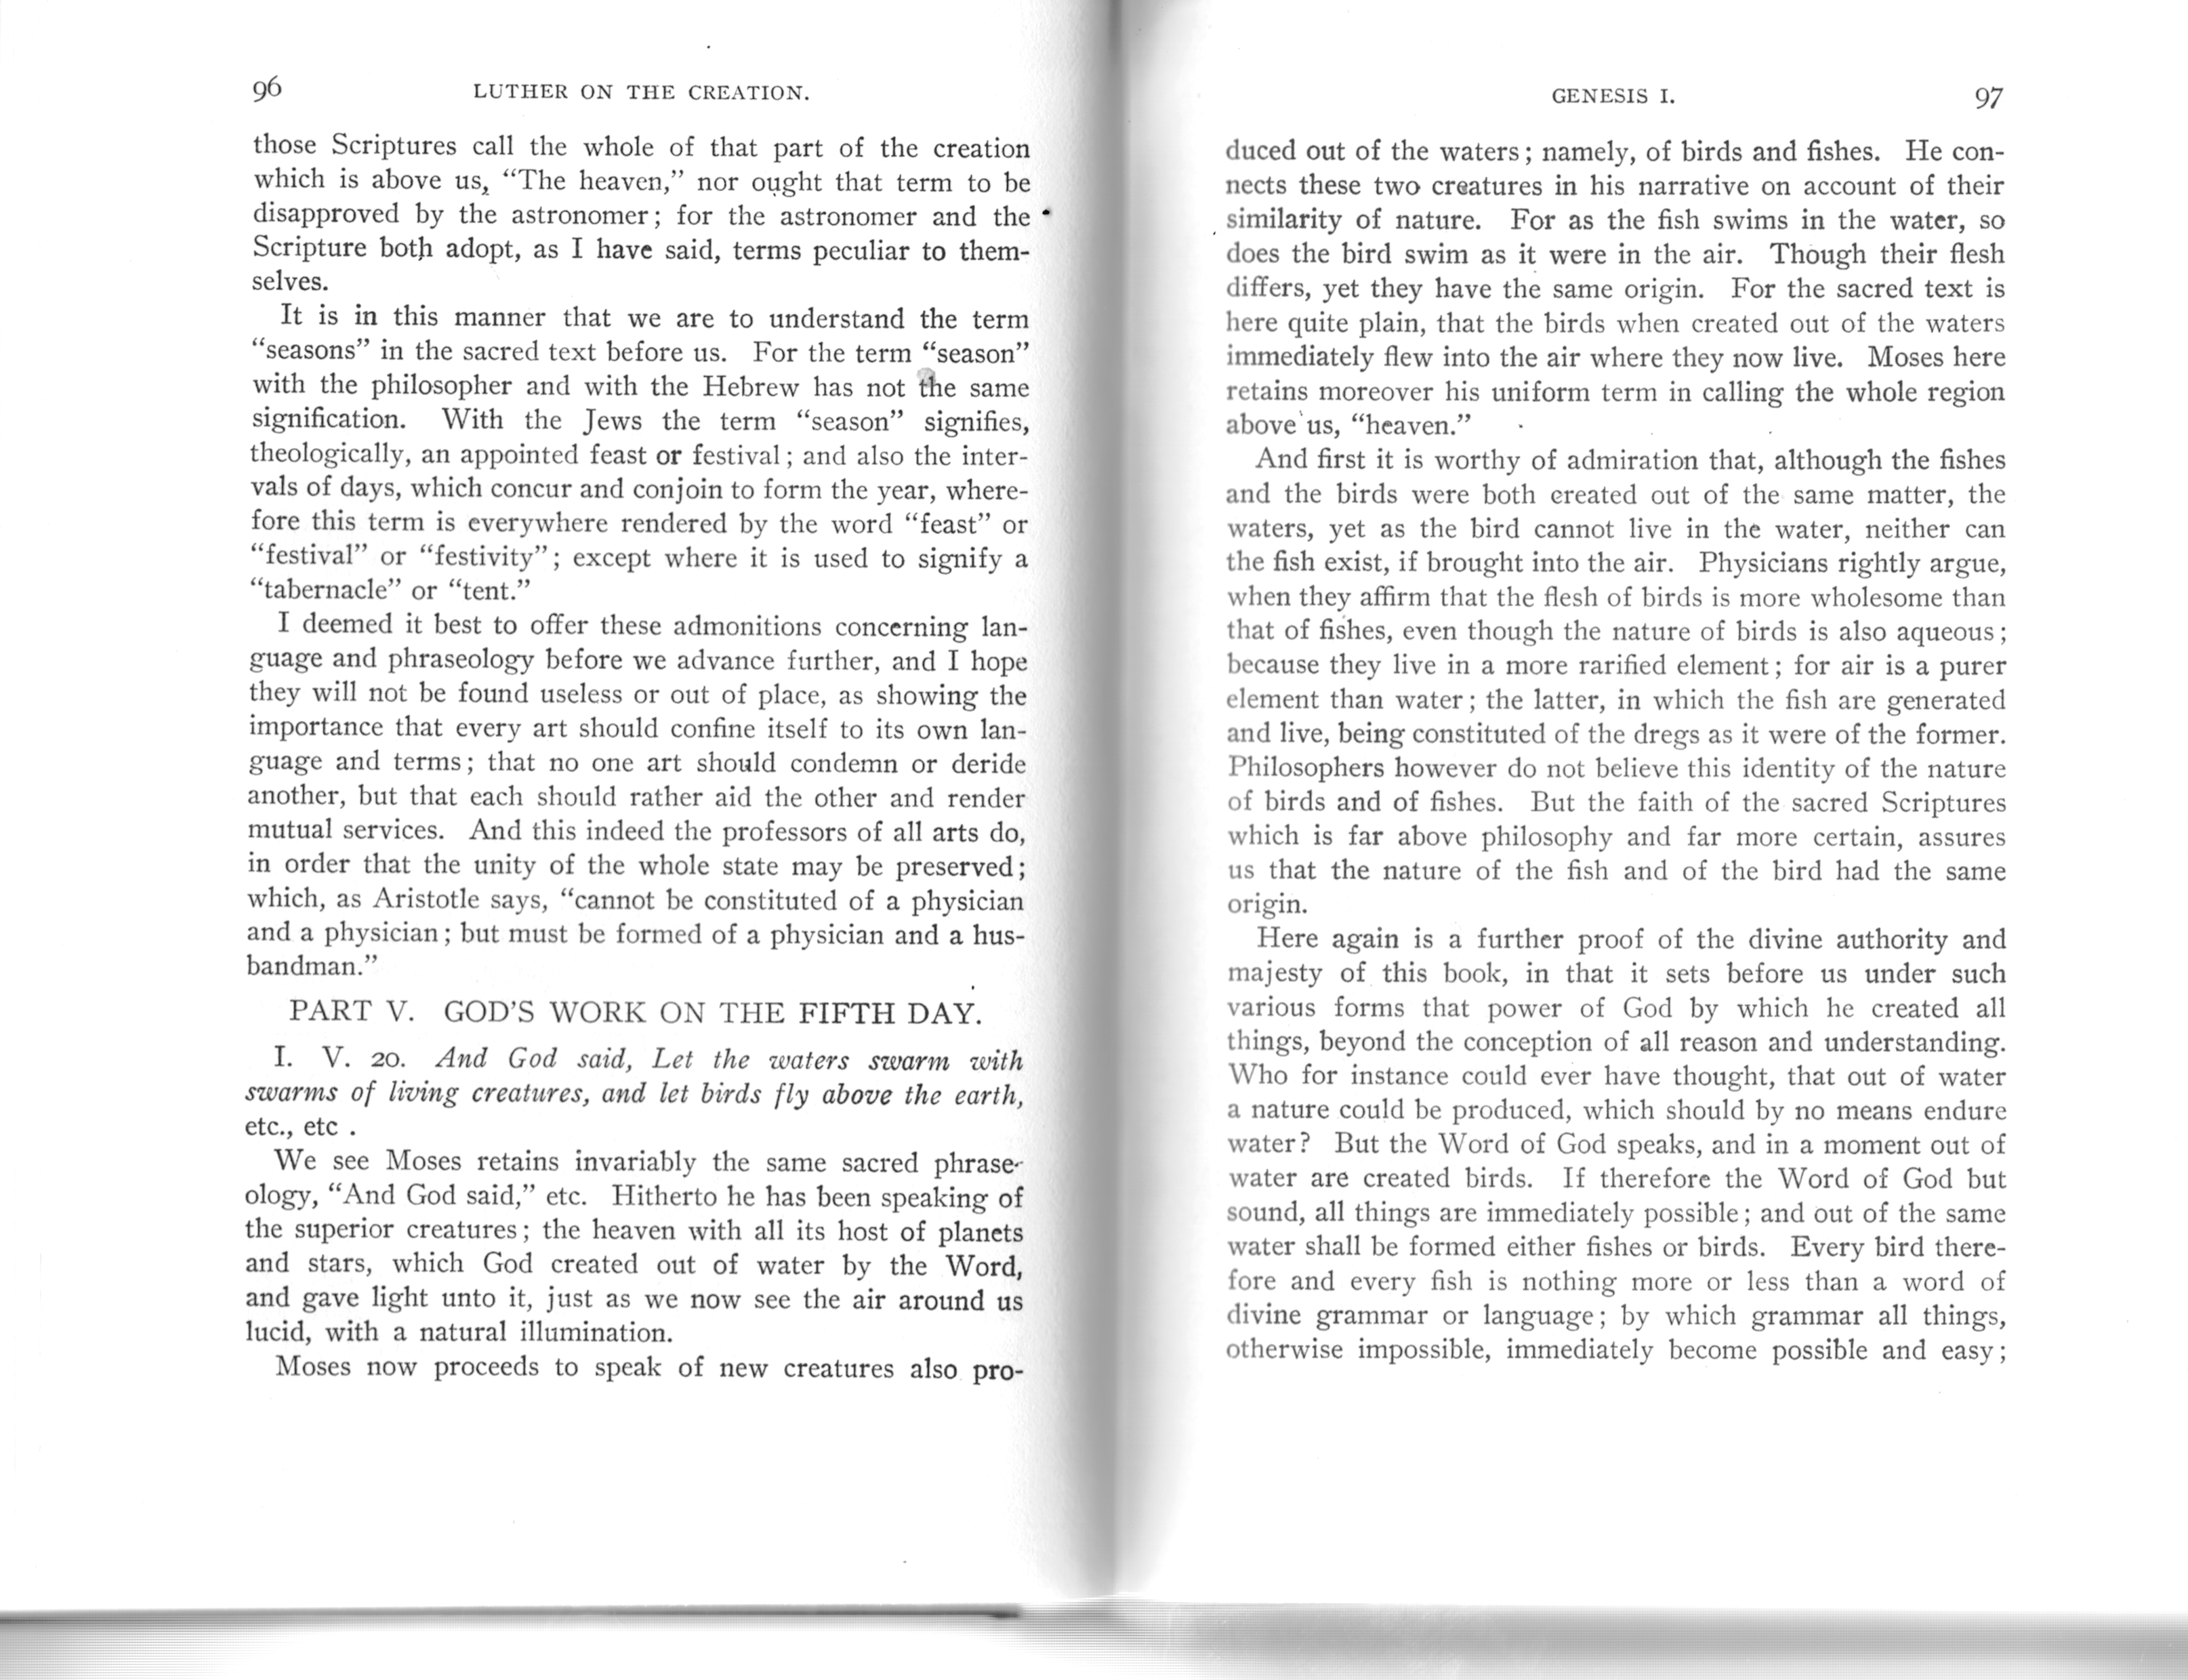 96 LUTHER ON THE CREATION.
those Scriptures call the whole of that part of the creation
which is above us, “The heaven,” nor ought that term to be
disapproved by the astronomer; for the astronomer and the
Scripture both adopt, as I have said, terms peculiar to them-
selves.
It is in this manner that we are to understand the term
“seasons” in the sacred text before us. For the term “season”
with the philosopher and with the Hebrew has not the same
signification. With the Jews the term “season” signifies,
theologically, an appointed feast or festival; and also the inter-
vals of days, which concur and conjoin to form the year, where-
fore this term is everywhere rendered by the word “feast” or
“festival” or “festivity”; except where it is used to signify a
“tabernacle” or “tent.”
I deemed it best to offer these admonitions concerning lan-
guage and phraseology before we advance further, and I hope
they will not be found useless or out of place, as showing the
importance that every art should confine itself to its own lan-
guage and terms; that no one art should condemn or deride
another, but that each should rather aid the other and render
mutual services. And this indeed the professors of all arts do,
in order that the unity of the whole state may be preserved;
which, as Aristotle says, “cannot be constituted of a physician
and a physician; but must be formed of a physician and a hus-
bandman.”
PART V. GOD’S WORK ON THE FIFTH DAY.
I. V. 20. And God said, Let the waters swarm with
swarms of living creatures, and let birds fly above the earth,
etc., etc .
We see Moses retains invariably the same sacred phrase-
ology, “And God said,” etc. Hitherto he has been speaking of
the superior creatures; the heaven with all its host of planets
and stars, which God created out of water by the Word,
and gave light unto it, just as we now see the air around us
lucid, with a natural illumination.
Moses now proceeds to speak of new creatures also pro-
GENESIS I. 97
duced out of the waters; namely, of birds and fishes. He con-
nects these two creatures in his narrative on account of their
similarity of nature. For as the fish swims in the water, so
does the bird swim as it were in the air. Though their flesh
differs, yet they have the same origin. For the sacred text is
here quite plain, that the birds when created out of the waters
immediately flew into the air where they now live. Moses here
retains moreover his uniform term in calling the whole region
above us, “heaven.”
And first it is worthy of admiration that, although the fishes
and the birds were both created out of the same matter, the
waters, yet as the bird cannot live in the water, neither can
the fish exist, if brought into the air. Physicians rightly argue,
when they affirm that the flesh of birds is more wholesome than
that of fishes, even though the nature of birds is also aqueous;
because they live in a more rarified element; for air is a purer
element than water; the latter, in which the fish are generated
and live, being constituted of the dregs as it were of the former.
Philosophers however do not believe this identity of the nature
of birds and of fishes. But the faith of the sacred Scriptures
which is far above philosophy and far more certain, assures
us that the nature of the fish and of the bird had the same
origin.
Here again is a further proof of the divine authority and
majesty of this book, in that it sets before us under such
various forms that power of God by which he created all
things, beyond the conception of all reason and understanding.
Who for instance could ever have thought, that out of water
a nature could be produced, which should by no means endure
water? But the Word of God speaks, and in a moment out of
water are created birds. If therefore the Word of God but
sound, all things are immediately possible; and out of the same
water shall be formed either fishes or birds. Every bird there-
fore and every fish is nothing more or less than a word of
divine grammar or language; by which grammar all things,
otherwise impossible, immediately become possible and easy;